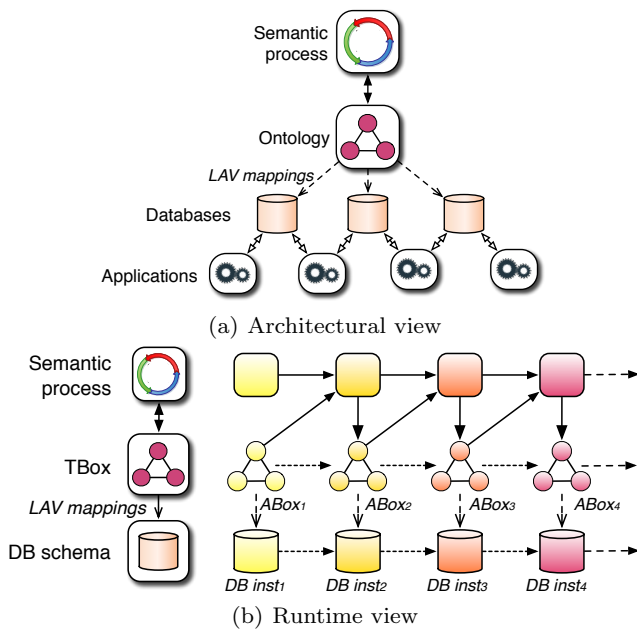 Semantic
process
Ontology
LAV mappings
Databases
Applications
(a) Architectural view
Semantic
process
TBox
LAV mappings
ABox1 ABox2 ABox3 ABox4
DB schema
DB inst1 DB inst2 DB inst3 DB inst4
(b) Runtime view